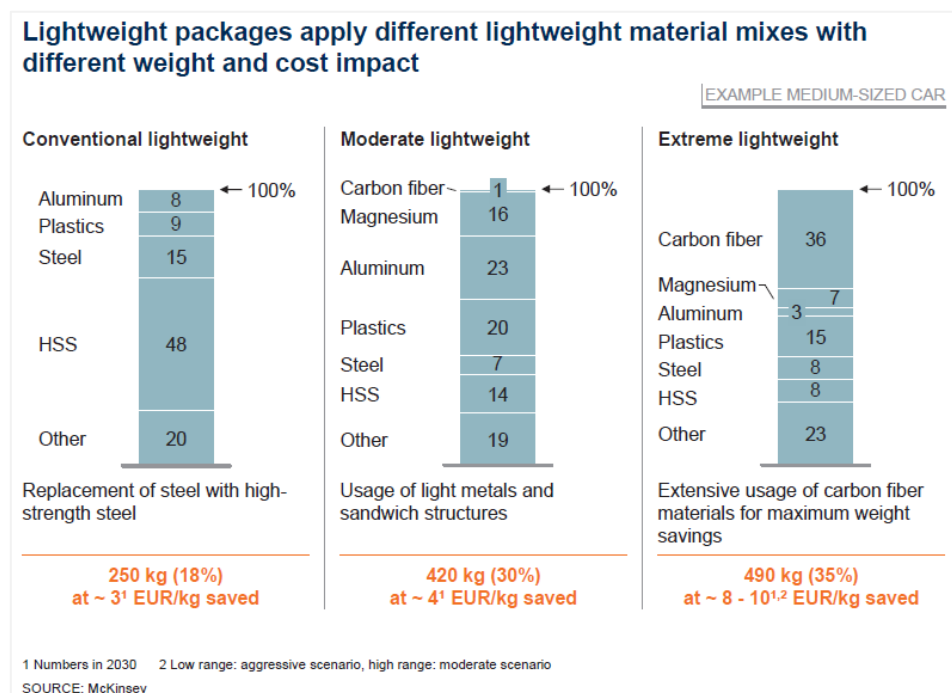 Lightweight packages apply different lightweight material mixes with
different weight and cost impact
EXAMPLE MEDIUM-SIZED CAR
Conventional lightweight
100%
Aluminum 8
Plastics 9
Steel 15
HSS 48
Other 20
Replacement of steel with high-
strength steel
250 kg (18%)
at ~ 3¹ EUR/kg saved
Moderate lightweight
Carbon fiber 1 100%
Magnesium 16
Aluminum 23
Plastics 20
Steel 7
HSS 14
Other 19
Usage of light metals and
sandwich structures
420 kg (30%)
at ~ 4¹ EUR/kg saved
Extreme lightweight
100%
Carbon fiber 36
Magnesium 7
Aluminum 3
Plastics 15
Steel 8
HSS 8
Other 23
Extensive usage of carbon fiber
materials for maximum weight
savings
490 kg (35%)
at ~ 8 - 10¹,² EUR/kg saved
1 Numbers in 2030 2 Low range: aggressive scenario, high range: moderate scenario
SOURCE: McKinsey